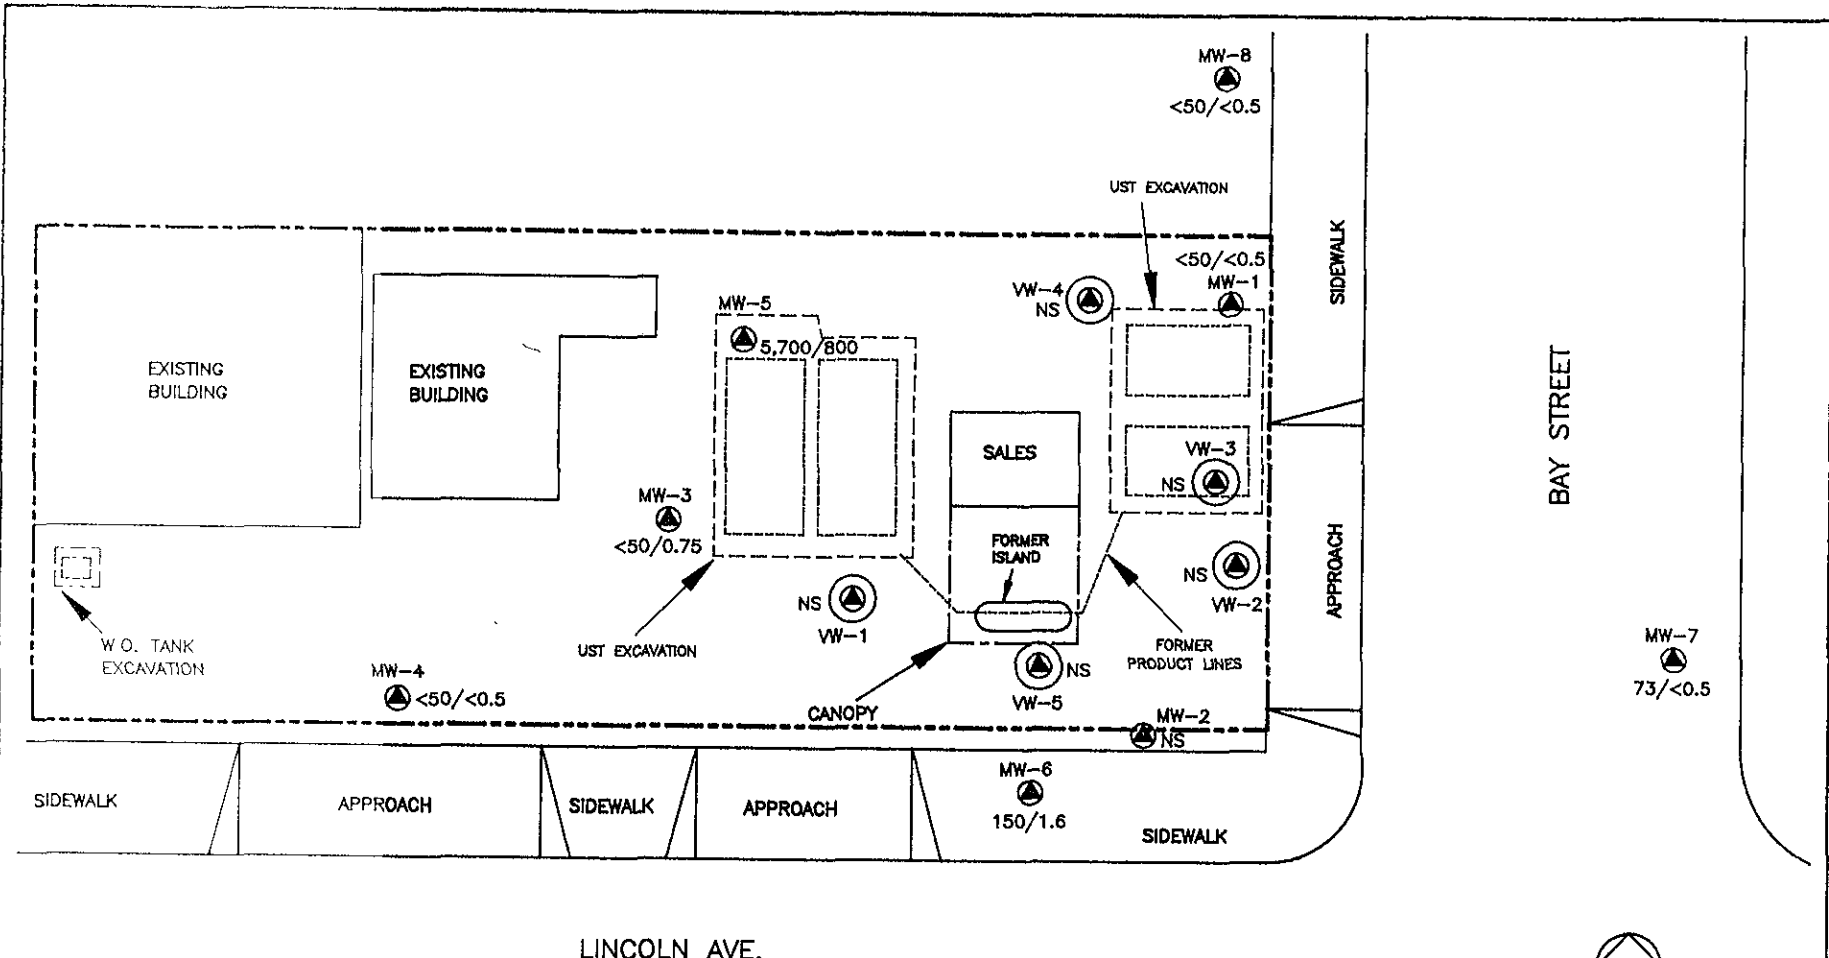 MW-8
<50/<0.5
UST EXCAVATION
SIDEWALK
<50/<0.5
MW-1
VW-4
NS
MW-5
5,700/800
EXISTING
BUILDING
EXISTING
BUILDING
BAY STREET
SALES
VW-3
NS
MW-3
<50/0.75
FORMER
ISLAND
APPROACH
NS
VW-2
NS
VW-1
W O. TANK
EXCAVATION
UST EXCAVATION
FORMER
PRODUCT LINES
MW-7
73/<0.5
MW-4
<50/<0.5
NS
VW-5
CANOPY
MW-2
NS
MW-6
150/1.6
SIDEWALK
APPROACH
SIDEWALK
APPROACH
SIDEWALK
LINCOLN AVE.